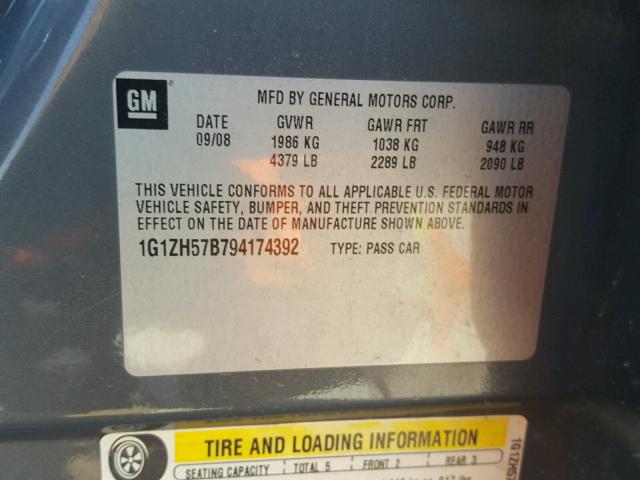 GM
MFD BY GENERAL MOTORS CORP.
DATE GVWR GAWR FRT GAWR RR
09/08 1986 KG 1038 KG 948 KG
4379 LB 2289 LB 2090 LB
THIS VEHICLE CONFORMS TO ALL APPLICABLE U.S. FEDERAL MOTOR
VEHICLE SAFETY, BUMPER, AND THEFT PREVENTION STANDARDS IN
EFFECT ON THE DATE OF MANUFACTURE SHOWN ABOVE.
1G1ZH57B794174392 TYPE: PASS CAR
TIRE AND LOADING INFORMATION
SEATING CAPACITY TOTAL 5 FRONT 2 REAR 3
1G1ZH5